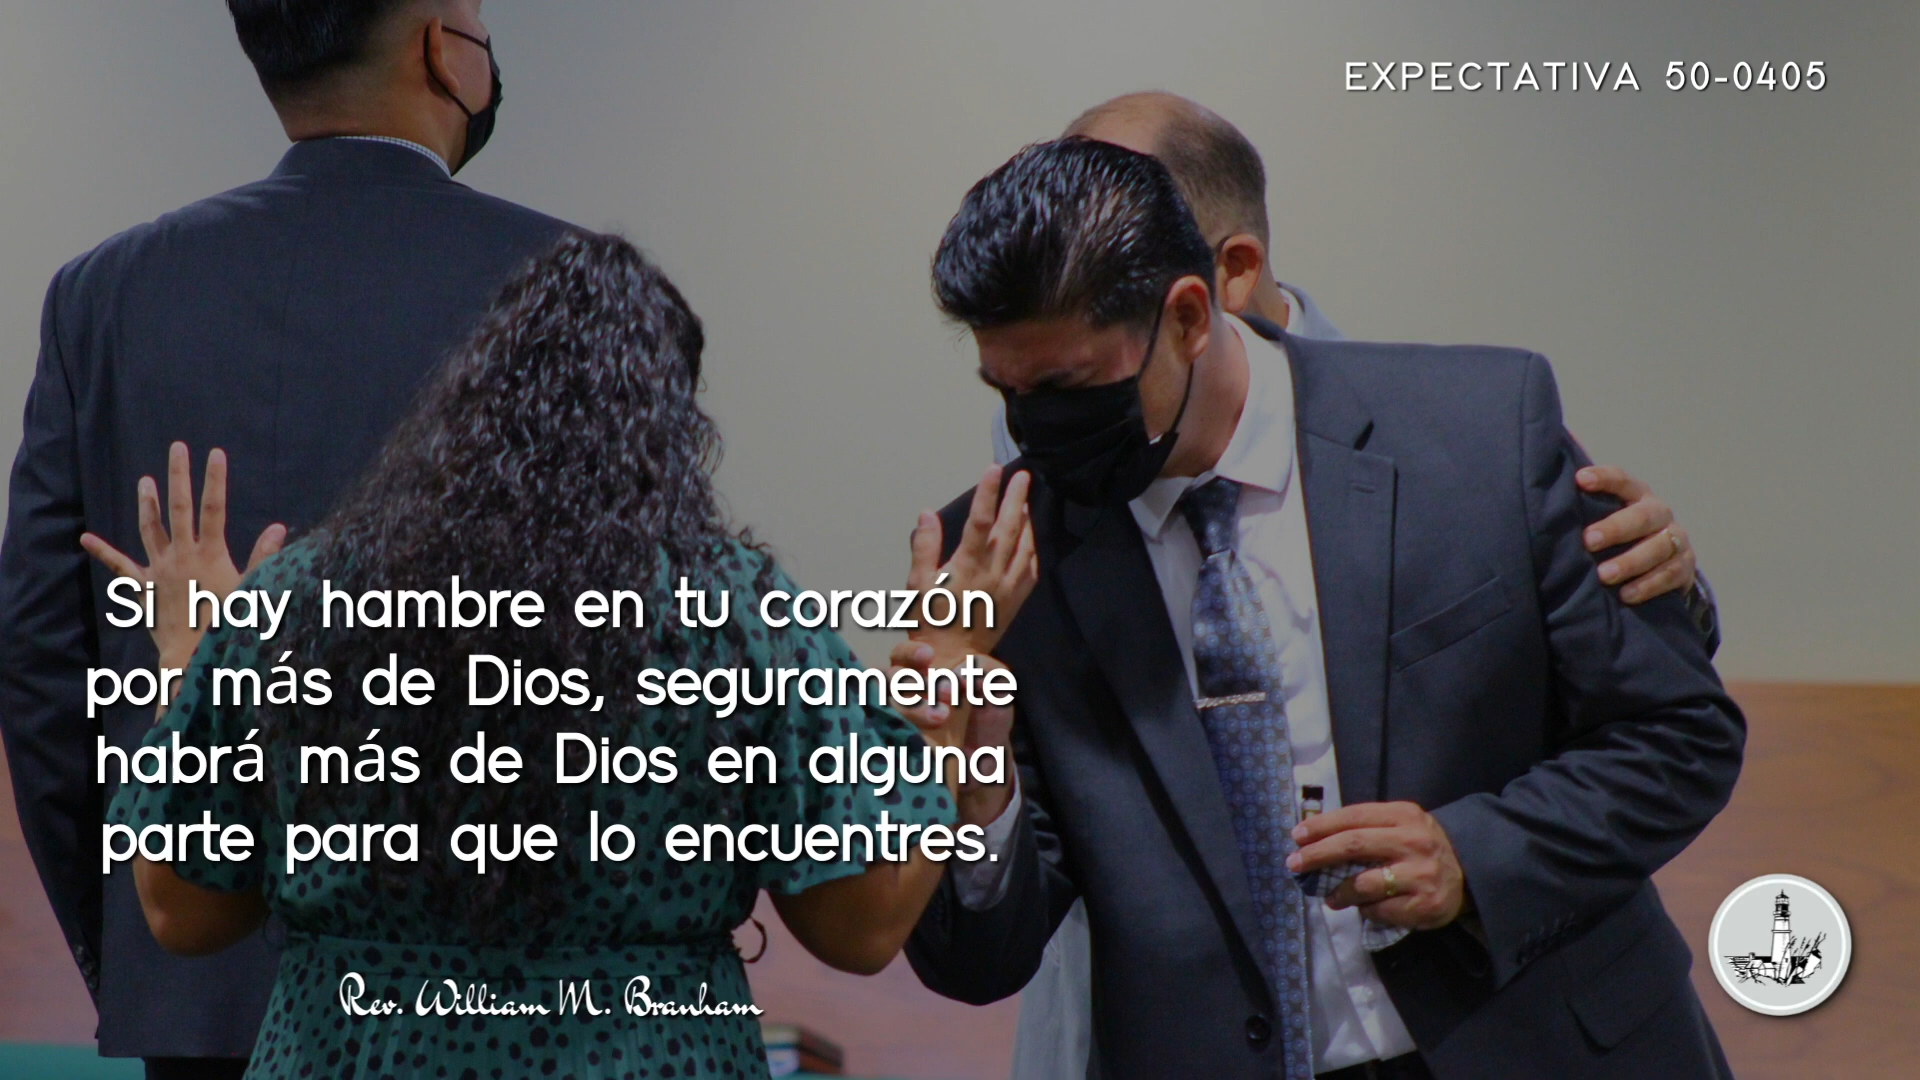 EXPECTATIVA 50-0405
Si hay hambre en tu corazón
por más de Dios, seguramente
habrá más de Dios en alguna
parte para que lo encuentres.
Rev. William M. Branham